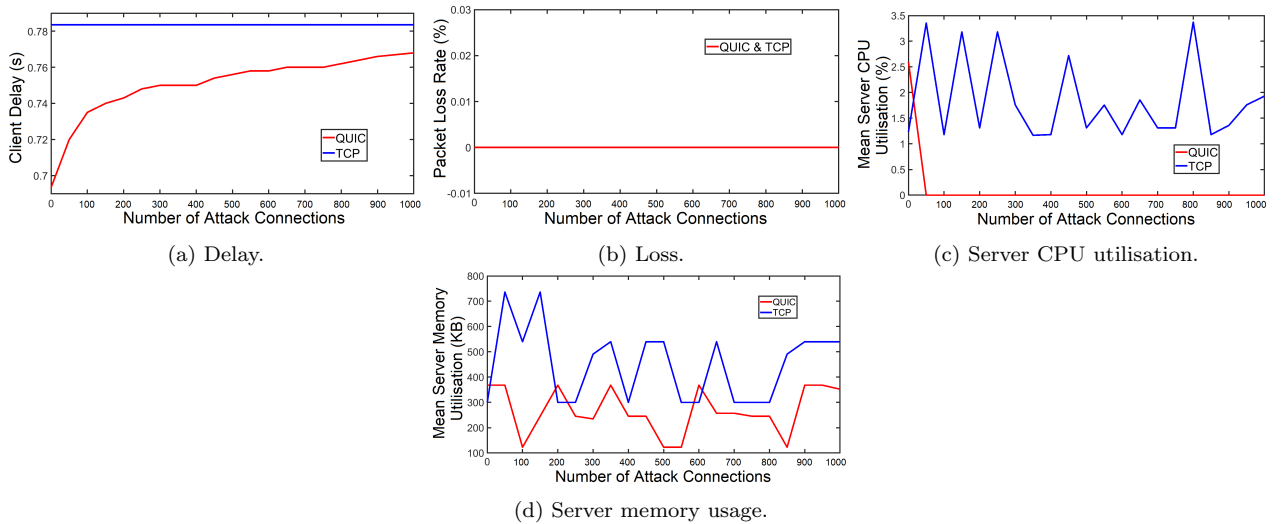 0.78
0.76
0.74
0.72
0.7
Client Delay (s)
QUIC
TCP
0 100 200 300 400 500 600 700 800 900 1000
Number of Attack Connections
(a) Delay.
0.03
0.02
0.01
0
-0.01
Packet Loss Rate (%)
QUIC & TCP
0 100 200 300 400 500 600 700 800 900 1000
Number of Attack Connections
(b) Loss.
3.5
3
2.5
2
1.5
1
0.5
0
Mean Server CPU
Utilisation (%)
QUIC
TCP
0 100 200 300 400 500 600 700 800 900 1000
Number of Attack Connections
(c) Server CPU utilisation.
800
700
600
500
400
300
200
100
Mean Server Memory
Utilisation (KB)
QUIC
TCP
0 100 200 300 400 500 600 700 800 900 1000
Number of Attack Connections
(d) Server memory usage.